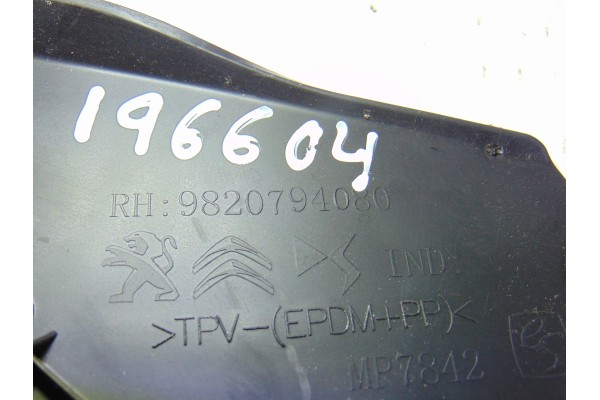 196604
RH:9820794080
IND
>TPV-(EPDM+PP)<
MP7842